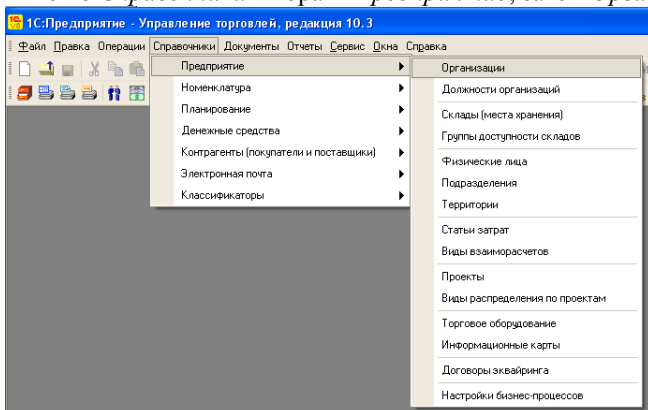 1С:Предприятие - Управление торговлей, редакция 10.3
Файл Правка Операции Справочники Документы Отчеты Сервис Окна Справка
Предприятие
Номенклатура
Планирование
Денежные средства
Контрагенты (покупатели и поставщики)
Электронная почта
Классификаторы
Организации
Должности организаций
Склады (места хранения)
Группы доступности складов
Физические лица
Подразделения
Территории
Статьи затрат
Виды взаиморасчетов
Проекты
Виды распределения по проектам
Торговое оборудование
Информационные карты
Договоры эквайринга
Настройки бизнес-процессов